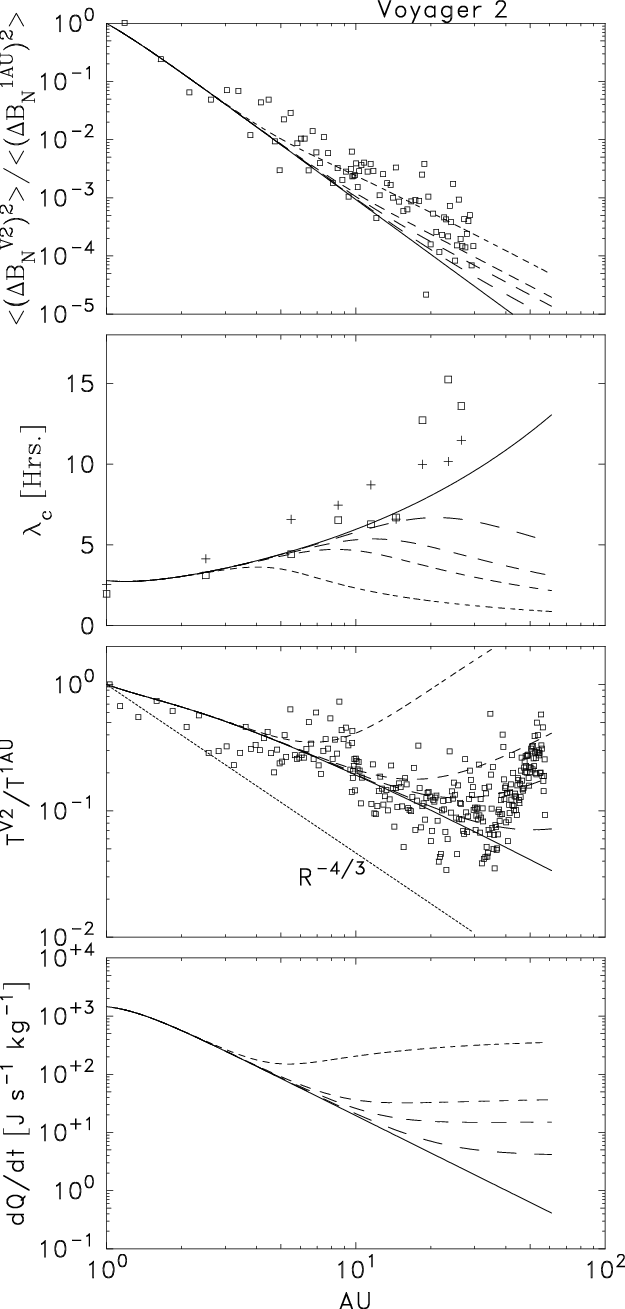 Voyager 2
<(ΔB_N^V2)^2>/<(ΔB_N^1AU)^2>
10^0
10^-1
10^-2
10^-3
10^-4
10^-5
λ_c [Hrs.]
15
10
5
0
T^V2/T^1AU
10^0
10^-1
10^-2
R^-4/3
dQ/dt [J s^-1 kg^-1]
10^+4
10^+3
10^+2
10^+1
10^0
10^-1
10^0 10^1 10^2
AU